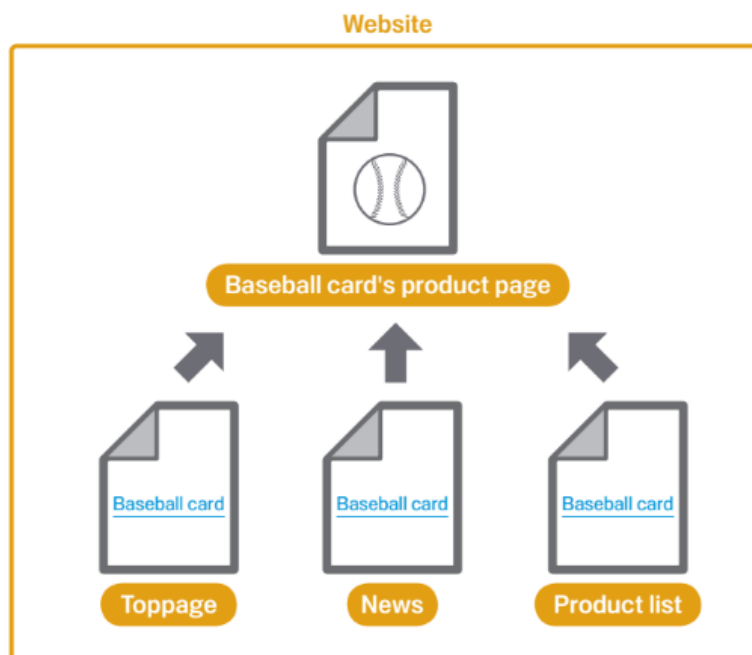 Website
Baseball card's product page
Baseball card
Baseball card
Baseball card
Toppage
News
Product list